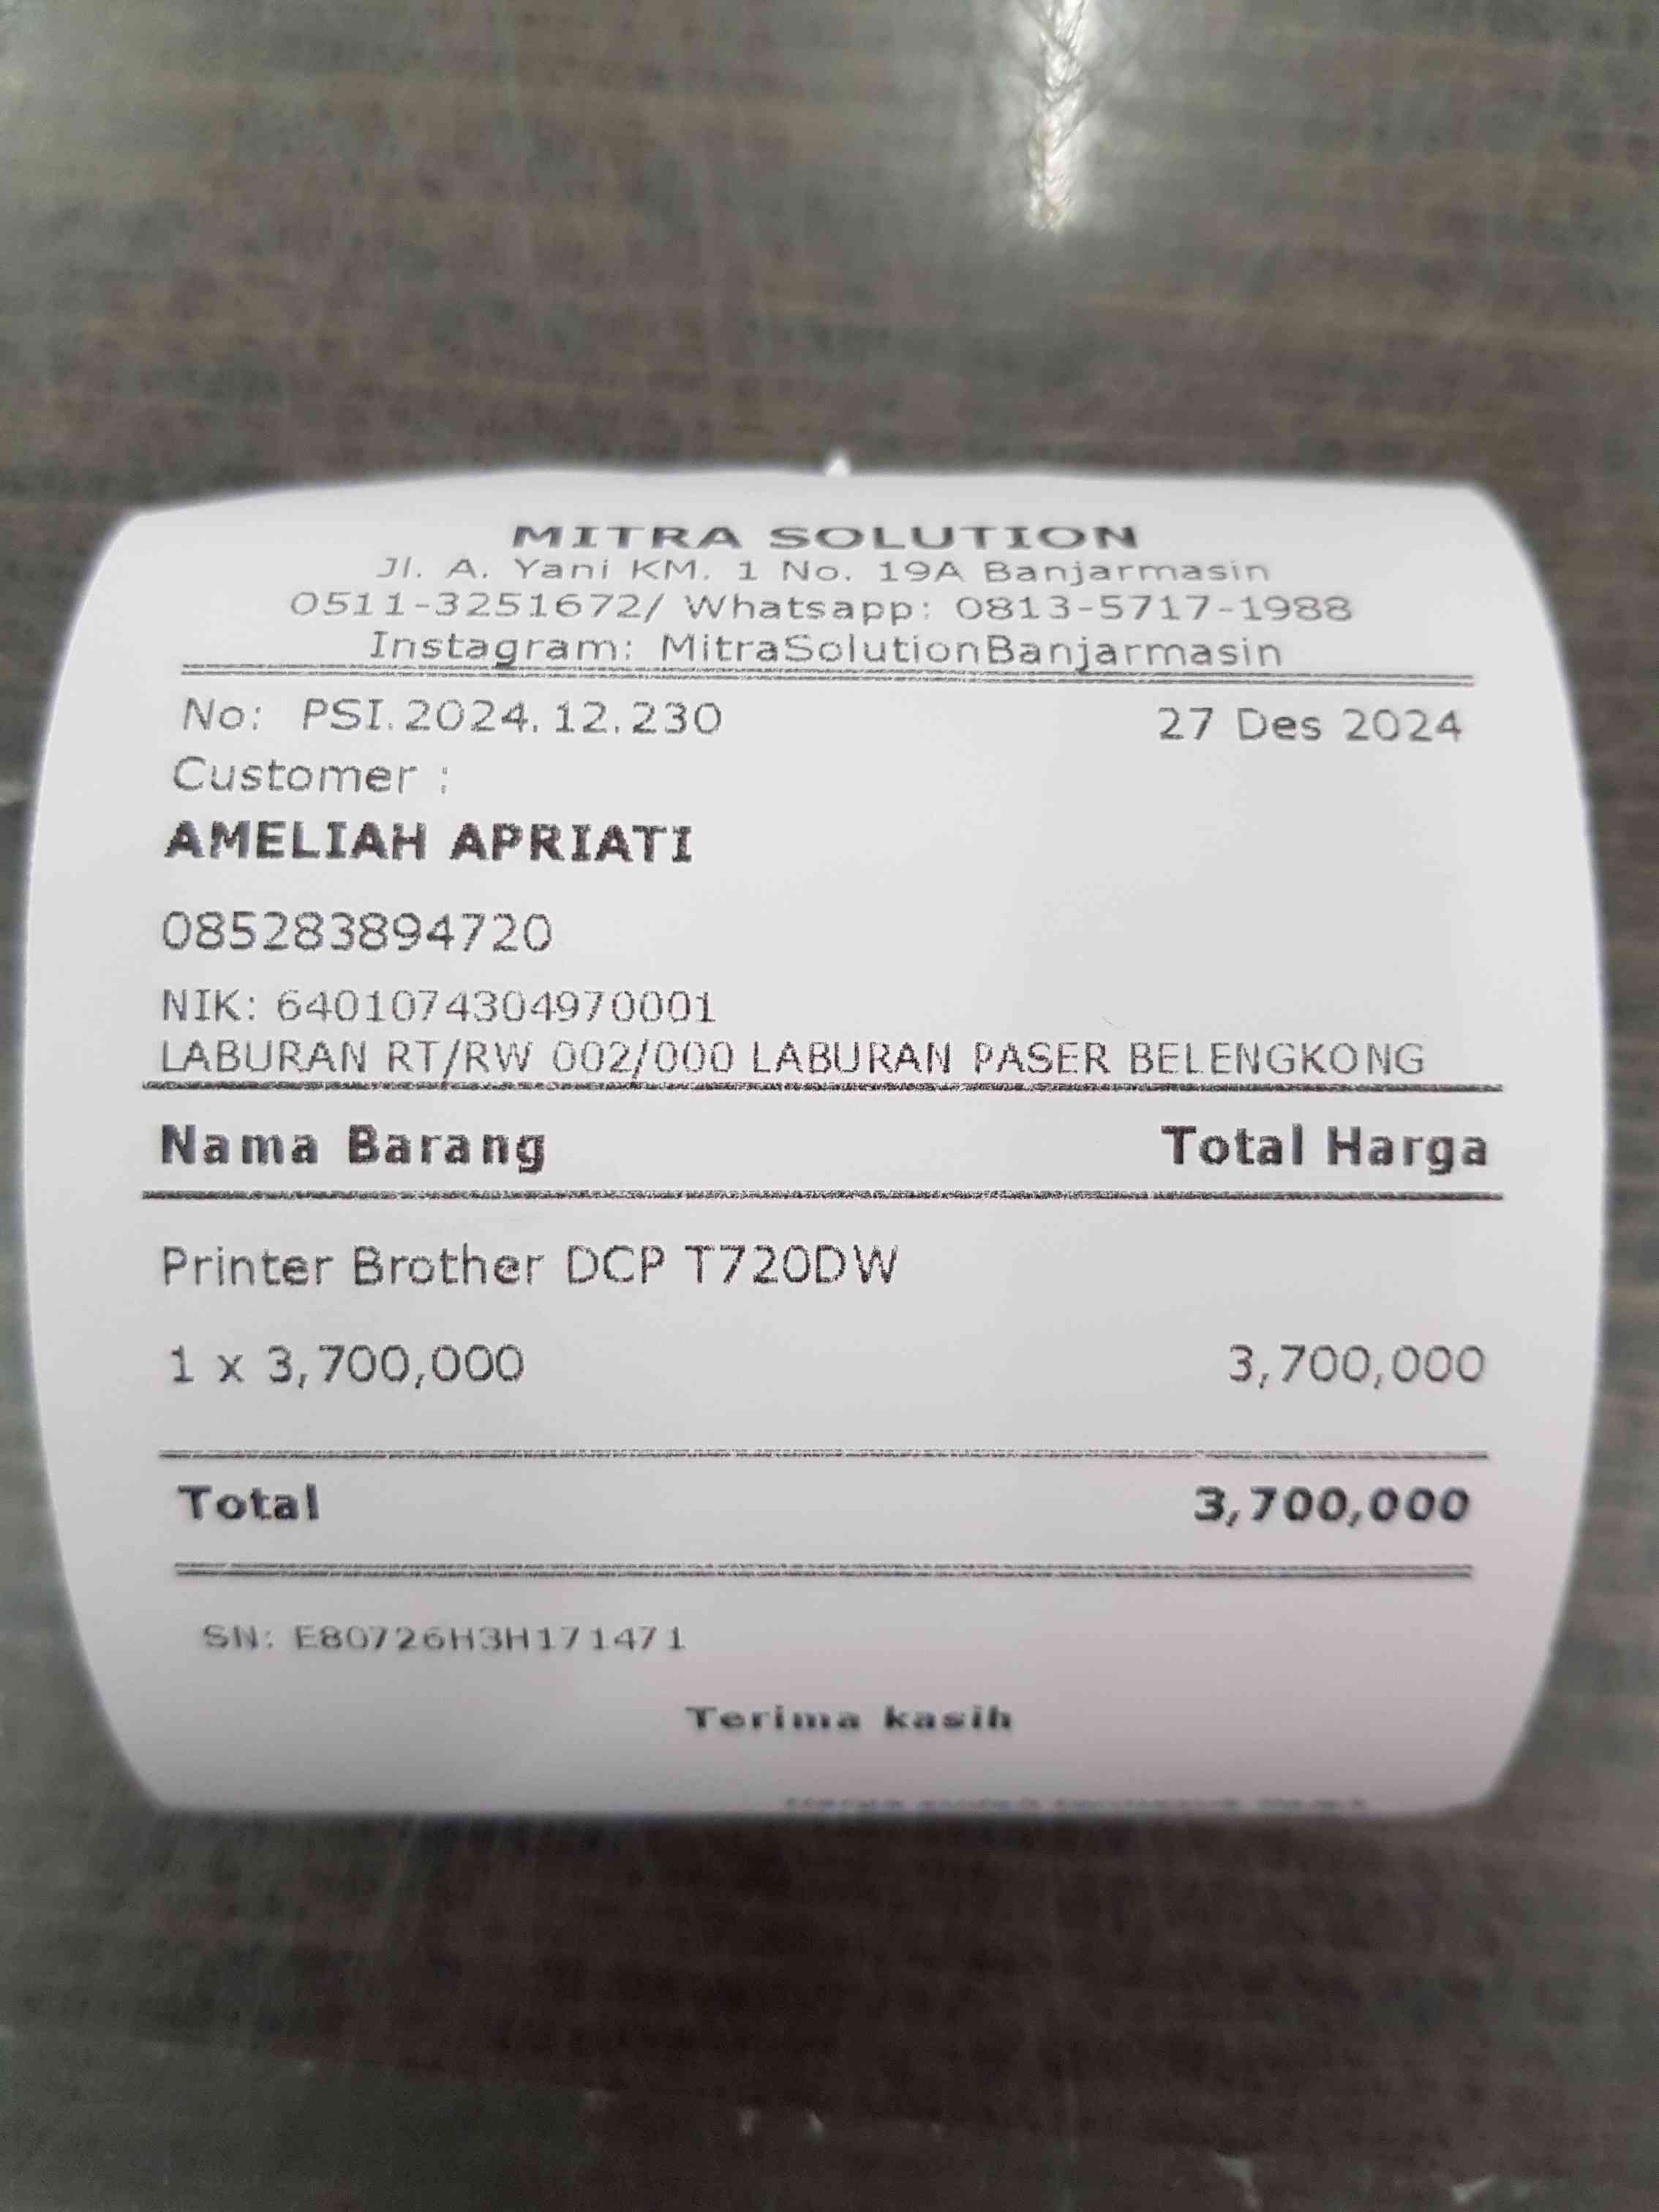 MITRA SOLUTION
Jl. A. Yani KM. 1 No. 19A Banjarmasin
0511-3251672/ Whatsapp: 0813-5717-1988
Instagram: MitraSolutionBanjarmasin
No: PSI.2024.12.230 27 Des 2024
Customer :
AMELIAH APRIATI
085283894720
NIK: 6401074304970001
LABURAN RT/RW 002/000 LABURAN PASER BELENGKONG
Nama Barang Total Harga
Printer Brother DCP T720DW
1 x 3,700,000 3,700,000
Total 3,700,000
SN: E80726H3H171471
Terima kasih